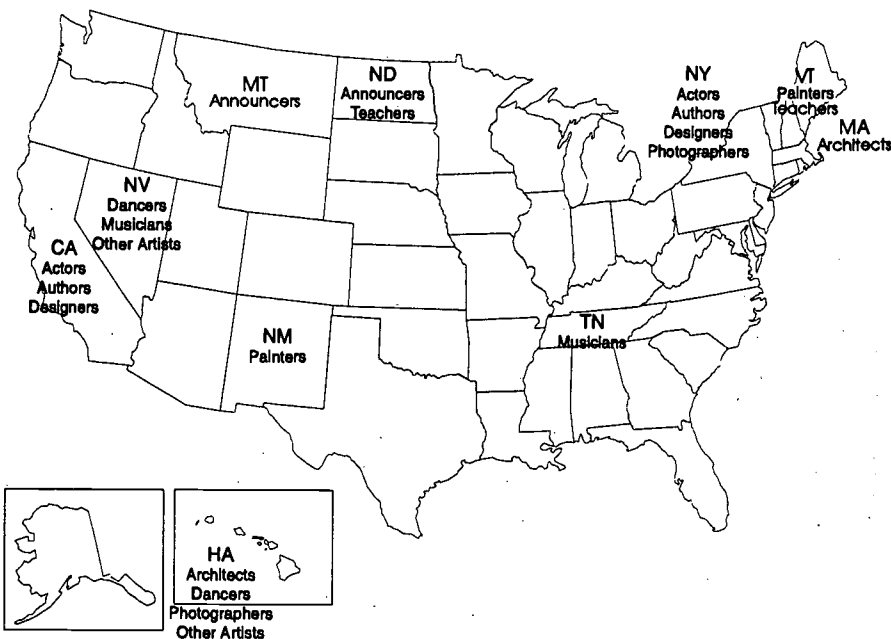 MT
Announcers
ND
Announcers
Teachers
NY
Actors
Authors
Designers
Photographers
VT
Painters
Teachers
MA
Architects
NV
Dancers
Musicians
Other Artists
CA
Actors
Authors
Designers
NM
Painters
TN
Musicians
HA
Architects
Dancers
Photographers
Other Artists